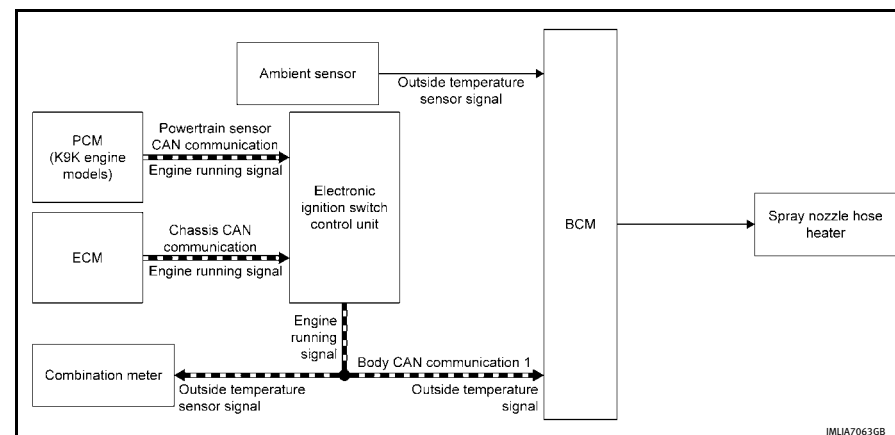 Ambient sensor
Outside temperature
sensor signal
PCM
(K9K engine
models)
Powertrain sensor
CAN communication
Engine running signal
Electronic
ignition switch
control unit
BCM
Spray nozzle hose
heater
ECM
Chassis CAN
communication
Engine running signal
Engine
running
signal
Body CAN communication 1
Combination meter
Outside temperature
sensor signal
Outside temperature
signal
IMLIA7063GB